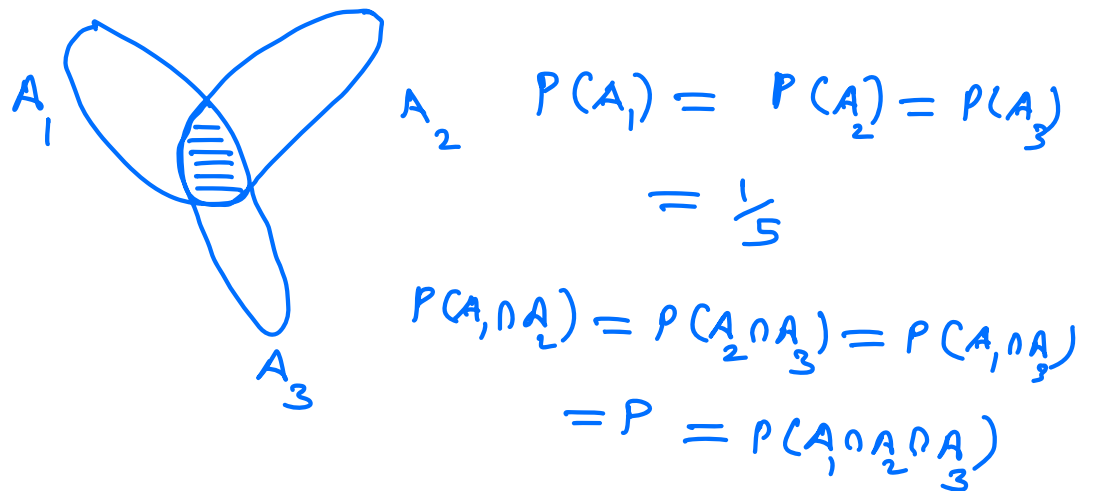 A₁
A₂
A₃
P(A₁) = P(A₂) = P(A₃)
= 1/5
P(A₁∩A₂) = P(A₂∩A₃) = P(A₁∩A₃)
= P = P(A₁∩A₂∩A₃)